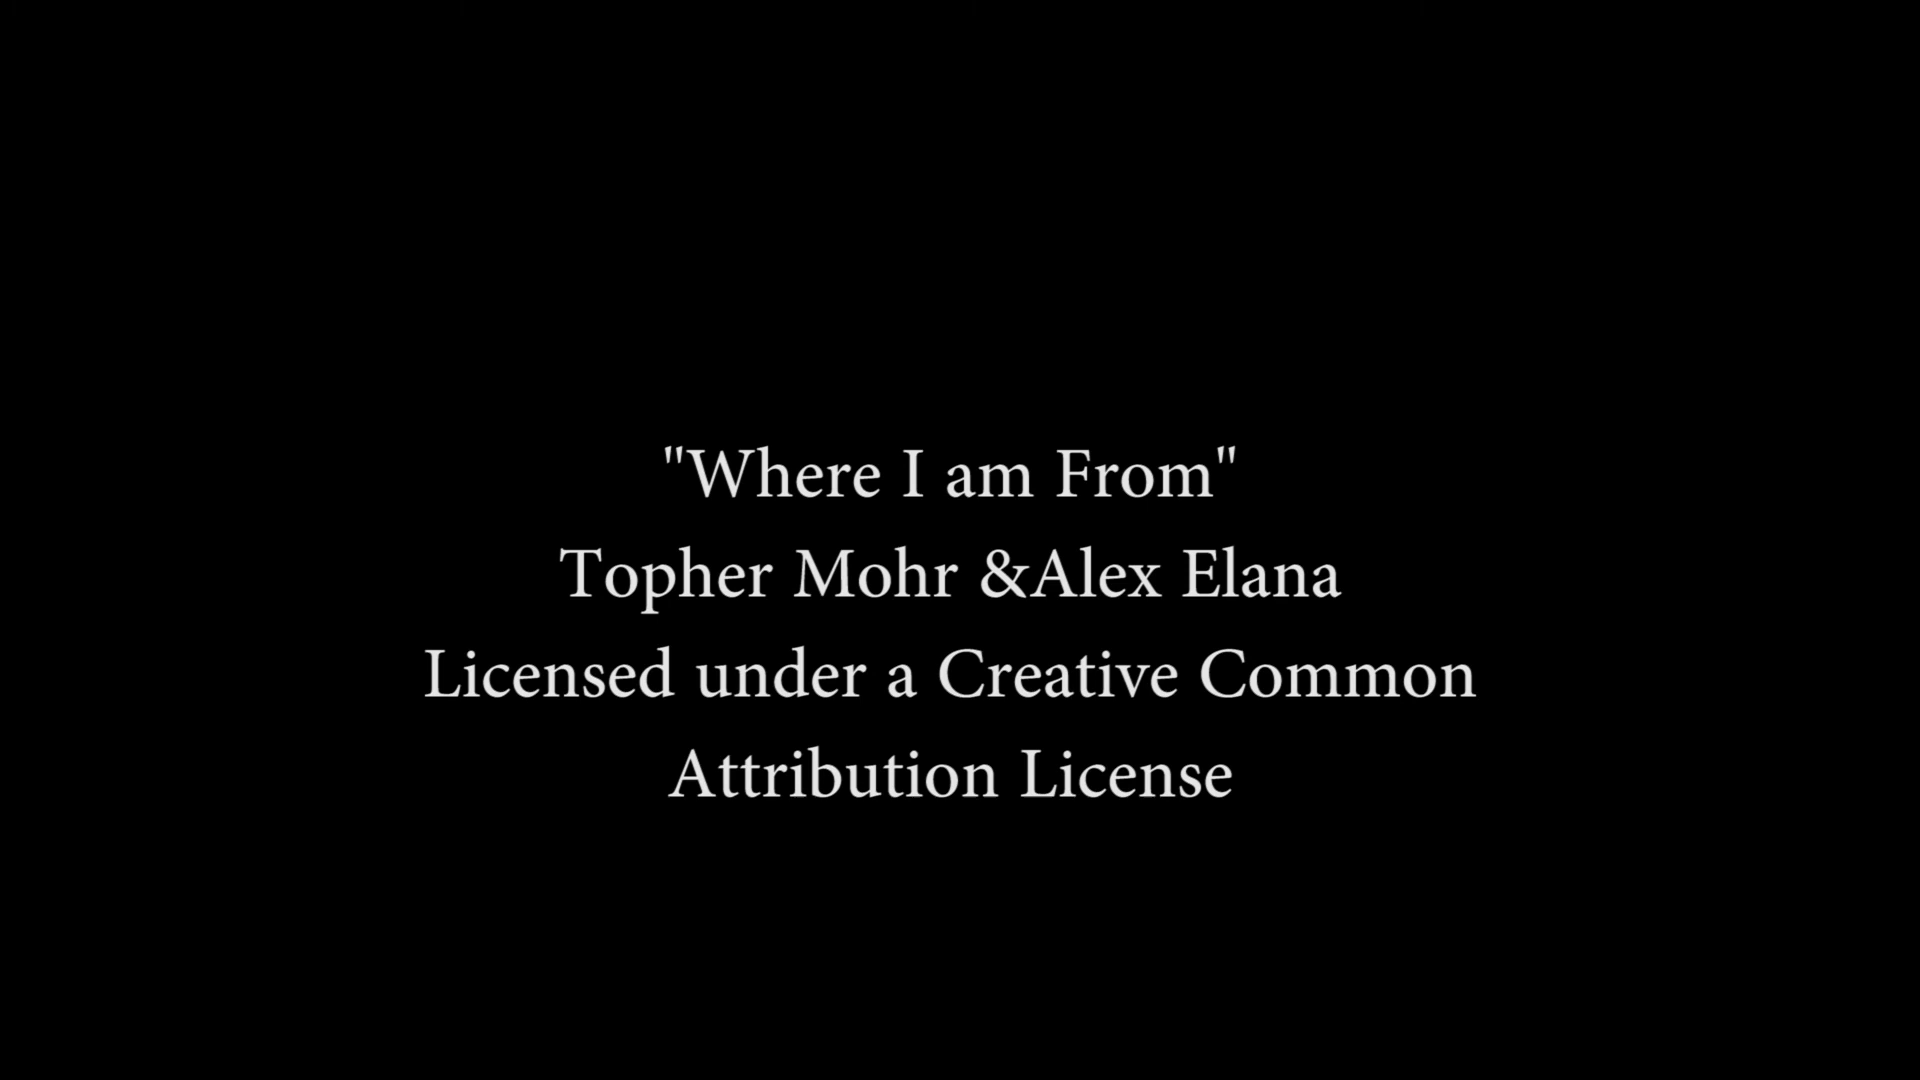 "Where I am From"
Topher Mohr &Alex Elana
Licensed under a Creative Common
Attribution License